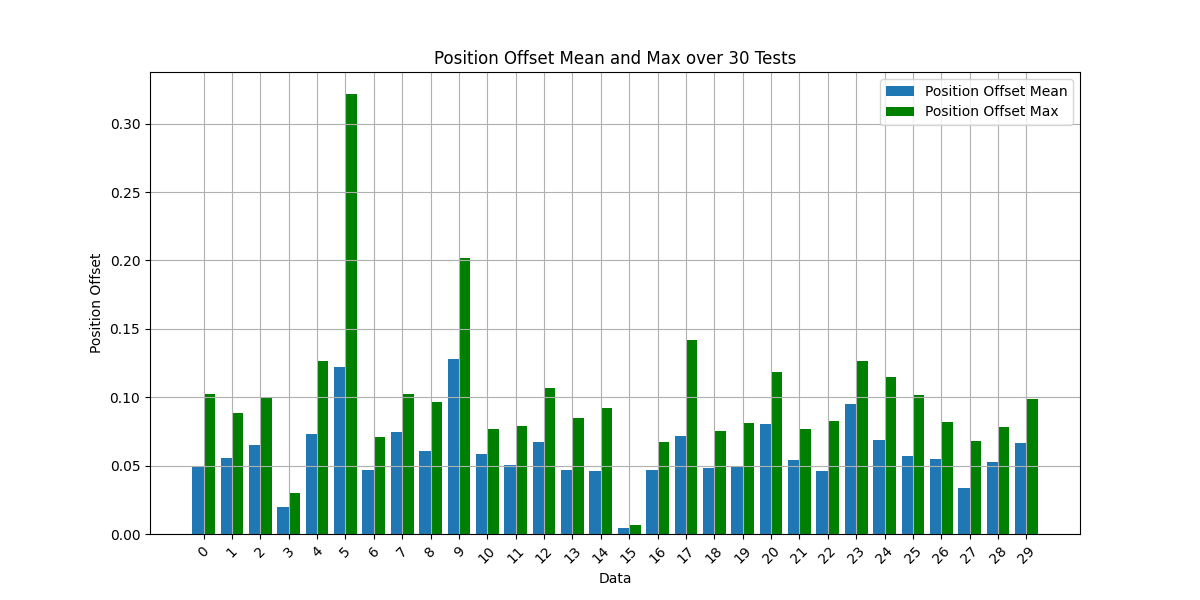 Position Offset Mean and Max over 30 Tests
Position Offset Mean
Position Offset Max
Position Offset
0.30
0.25
0.20
0.15
0.10
0.05
0.00
0 1 2 3 4 5 6 7 8 9 10 11 12 13 14 15 16 17 18 19 20 21 22 23 24 25 26 27 28 29
Data